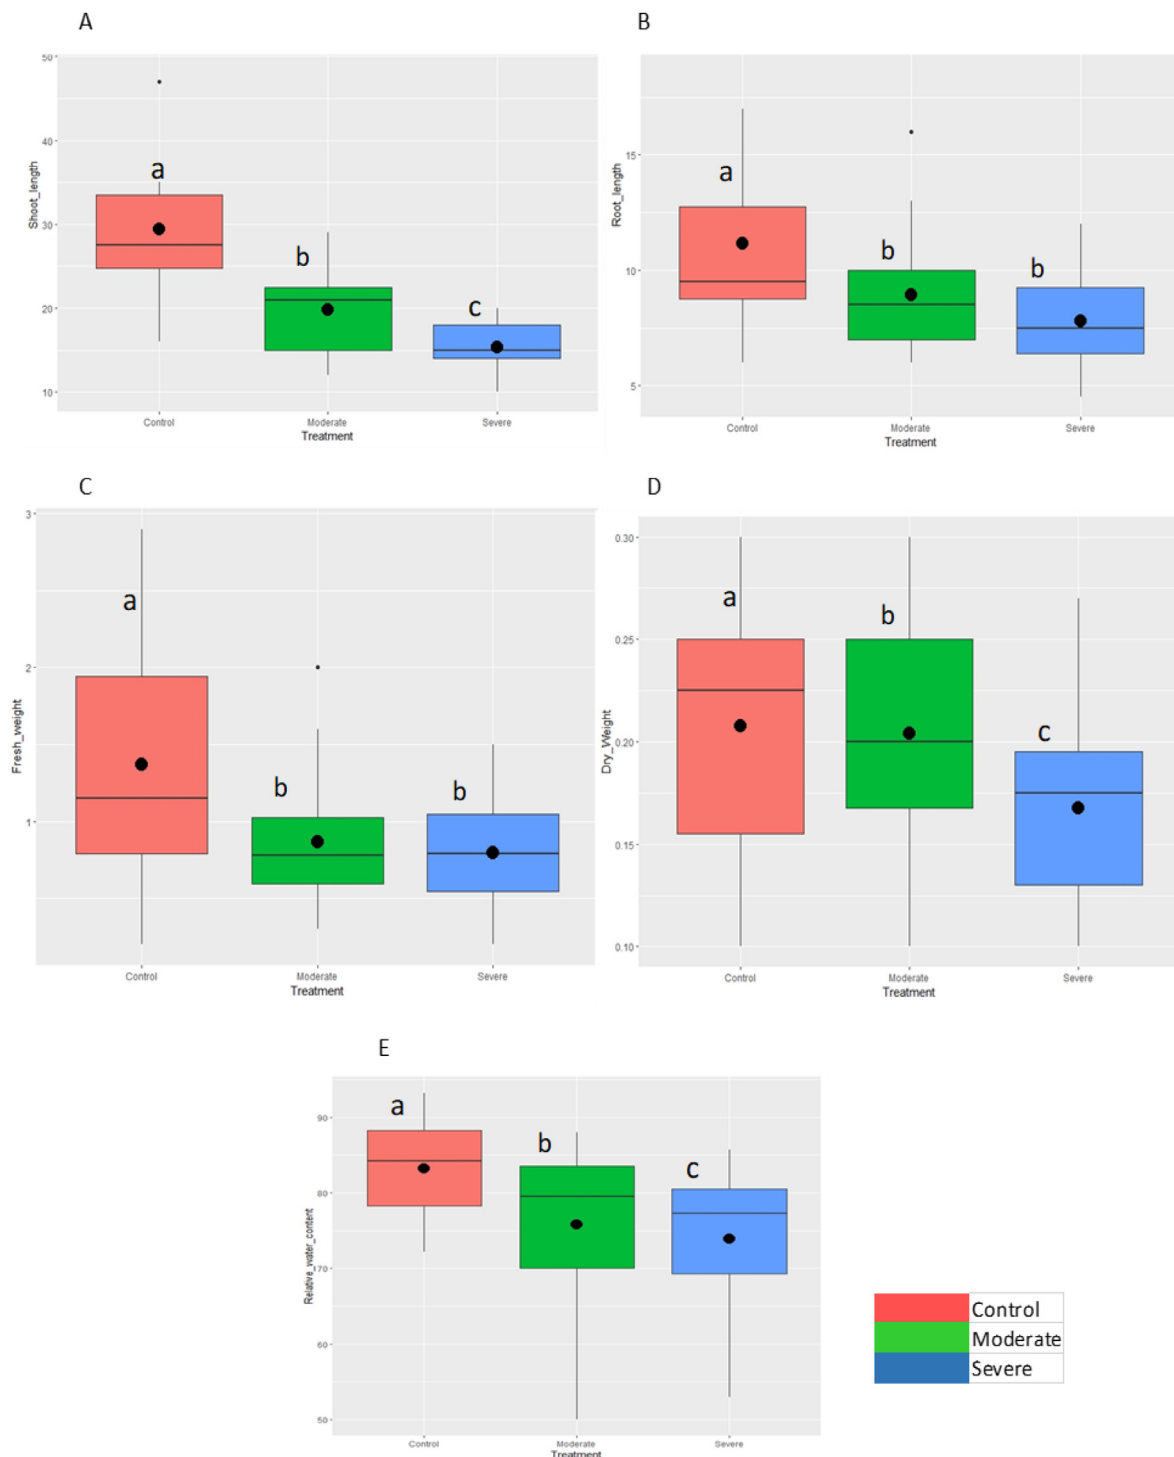 A
B
50
40
30
20
10
Shoot_length
a
b
c
Control
Moderate
Severe
Treatment
15
10
5
Root_length
a
b
b
Control
Moderate
Severe
Treatment
C
D
3
2
1
Fresh_weight
a
b
b
Control
Moderate
Severe
Treatment
0.30
0.25
0.20
0.15
0.10
Dry_Weight
a
b
c
Control
Moderate
Severe
Treatment
E
90
80
70
60
50
Relative_water_content
a
b
c
Control
Moderate
Severe
Treatment
Control
Moderate
Severe